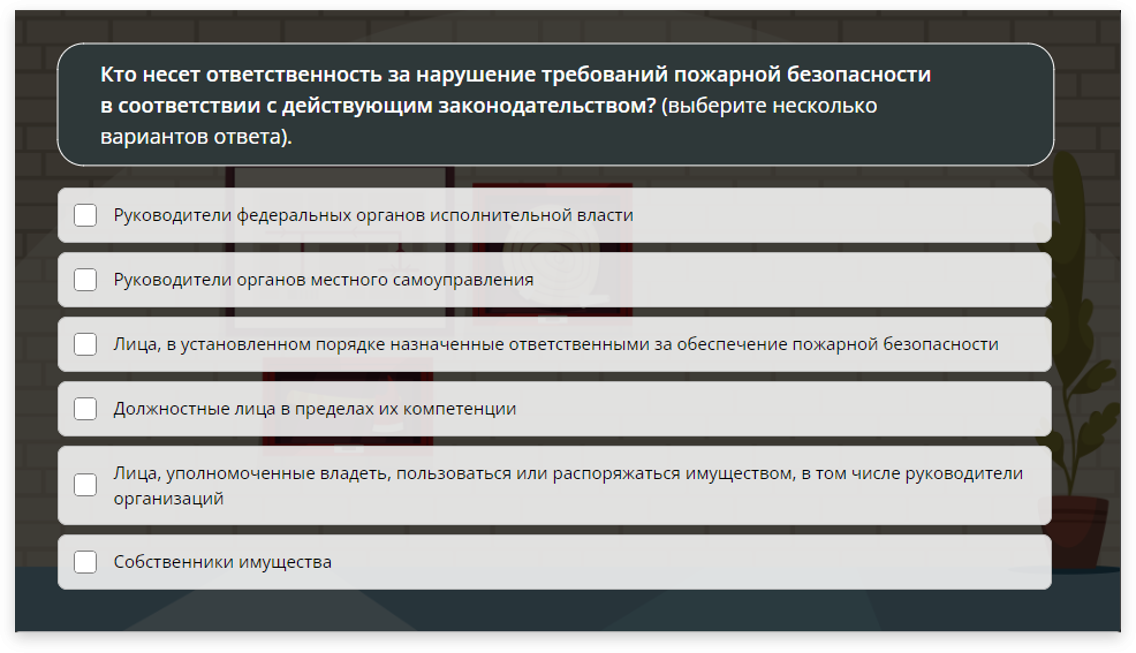 Кто несет ответственность за нарушение требований пожарной безопасности
в соответствии с действующим законодательством? (выберите несколько
вариантов ответа).
Руководители федеральных органов исполнительной власти
Руководители органов местного самоуправления
Лица, в установленном порядке назначенные ответственными за обеспечение пожарной безопасности
Должностные лица в пределах их компетенции
Лица, уполномоченные владеть, пользоваться или распоряжаться имуществом, в том числе руководители
организаций
Собственники имущества